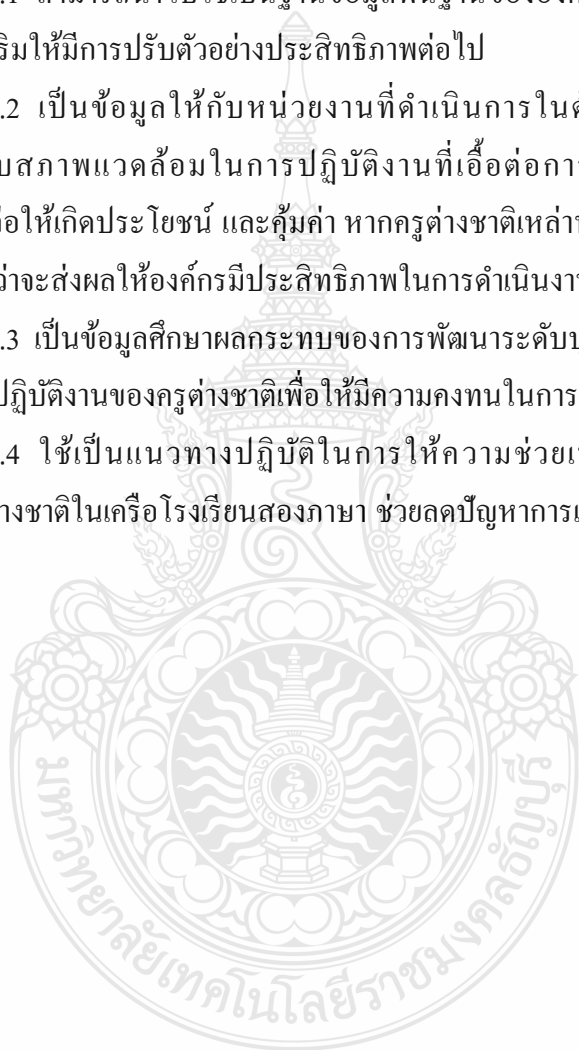 .1 สามารถนำไปใช้เป็นฐานข้อมูลพื้นฐานขององค์
ริมให้มีการปรับตัวอย่างประสิทธิภาพต่อไป
.2 เป็นข้อมูลให้กับหน่วยงานที่ดำเนินการในด้
บสภาพแวดล้อมในการปฏิบัติงานที่เอื้อต่อกา
อให้เกิดประโยชน์ และคุ้มค่า หากครูต่างชาติเหล่า
ว่าจะส่งผลให้องค์กรมีประสิทธิภาพในการดำเนินงา
.3 เป็นข้อมูลศึกษาผลกระทบของการพัฒนาระดับ
ปฏิบัติงานของครูต่างชาติเพื่อให้มีความคงทนในการ
.4 ใช้เป็นแนวทางปฏิบัติในการให้ความช่วยเ
างชาติในเครือโรงเรียนสองภาษา ช่วยลดปัญหาการ
มหาวิทยาลัยเทคโนโลยีราชมงคลธัญบุรี